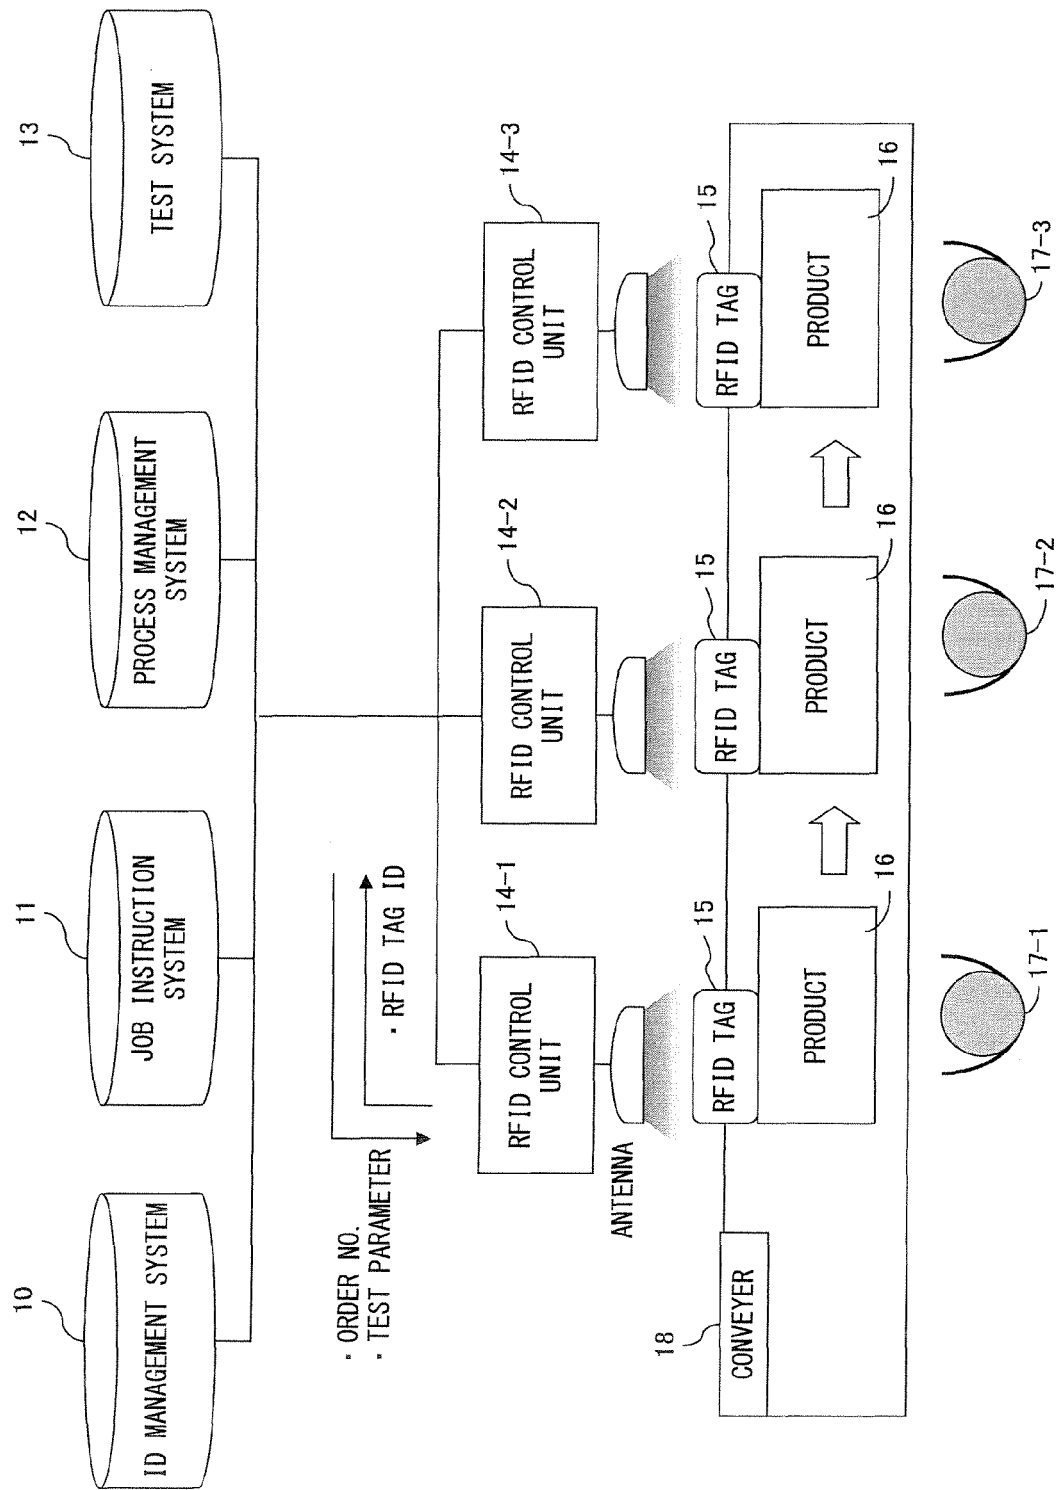 10
11
12
13
ID MANAGEMENT SYSTEM
JOB INSTRUCTION
SYSTEM
PROCESS MANAGEMENT
SYSTEM
TEST SYSTEM
· ORDER NO.
· TEST PARAMETER
· RFID TAG ID
14-1
14-2
14-3
RFID CONTROL
UNIT
RFID CONTROL
UNIT
RFID CONTROL
UNIT
ANTENNA
18
CONVEYER
15
15
15
RFID TAG
RFID TAG
RFID TAG
PRODUCT
PRODUCT
PRODUCT
16
16
16
17-1
17-2
17-3